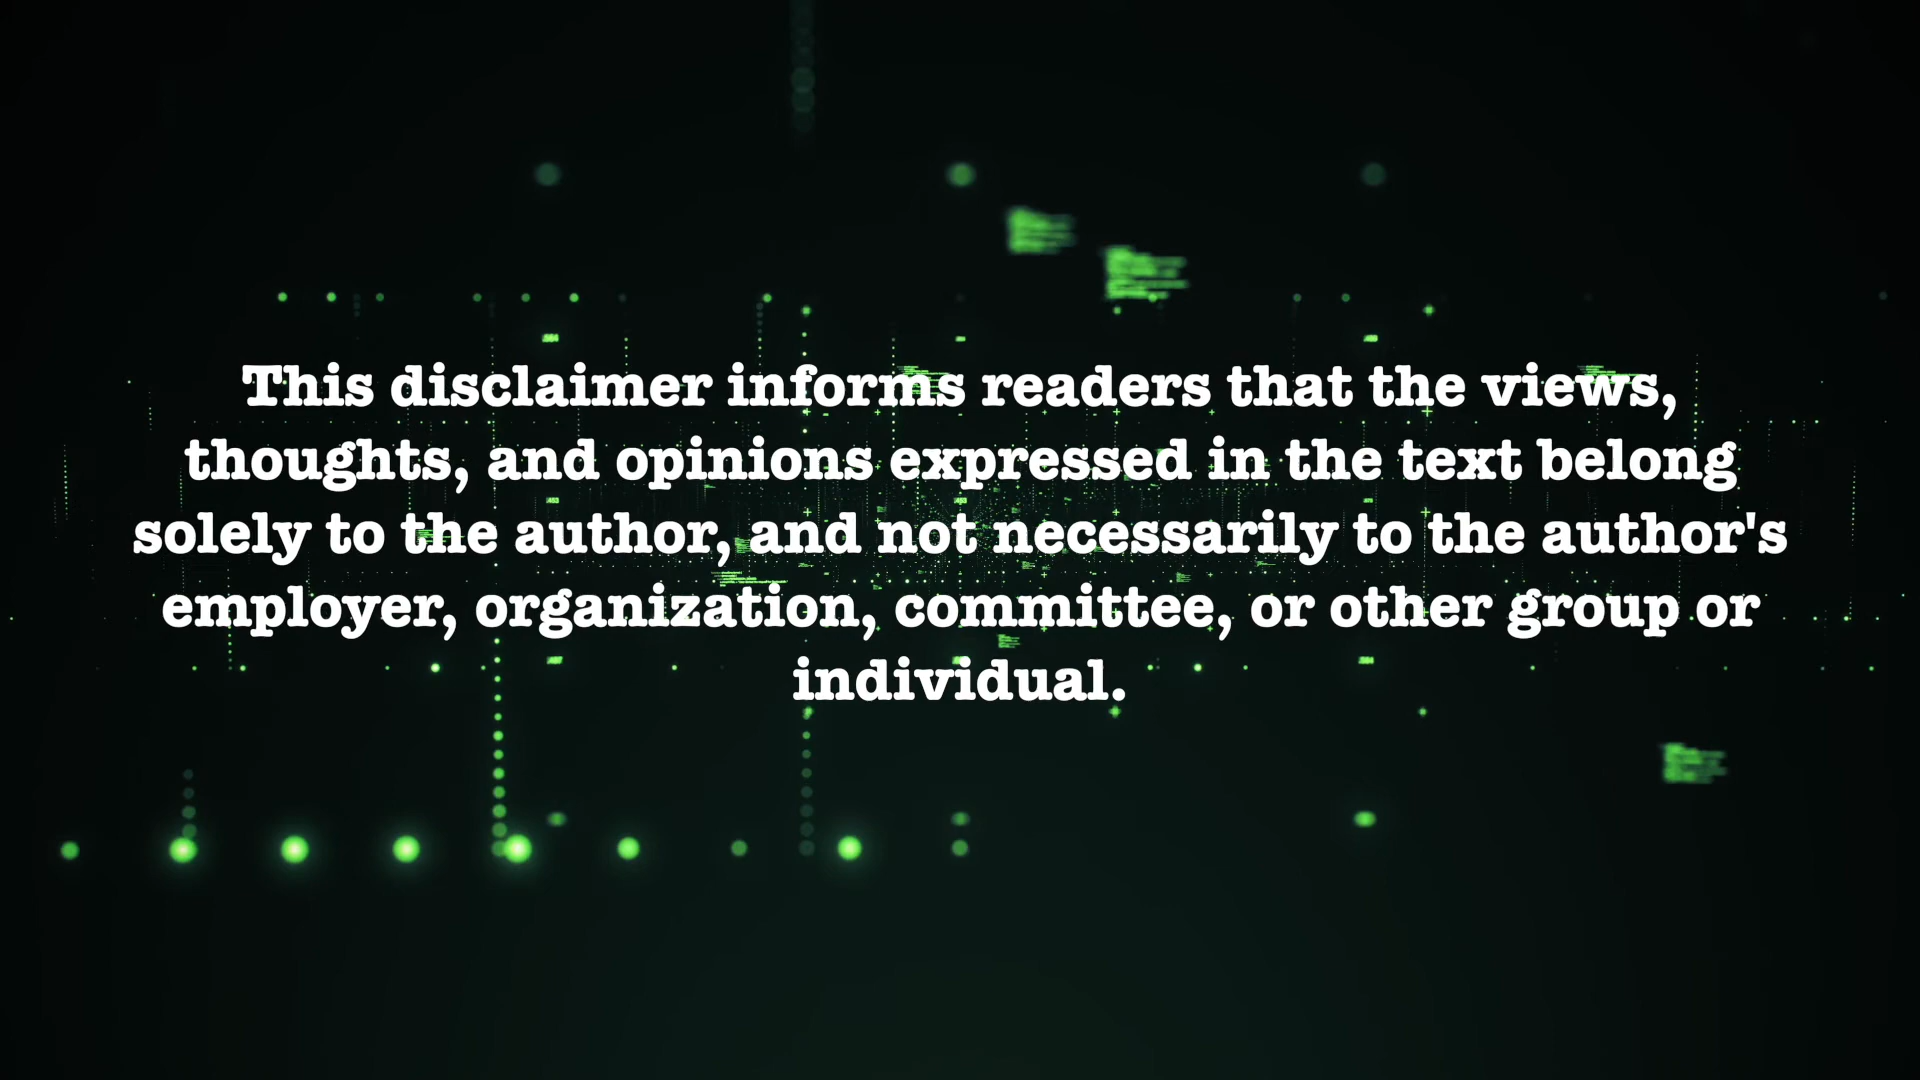 This disclaimer informs readers that the views,
thoughts, and opinions expressed in the text belong
solely to the author, and not necessarily to the author's
employer, organization, committee, or other group or
individual.